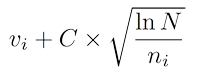 $v_i + C \times \sqrt{\frac{\ln N}{n_i}}$